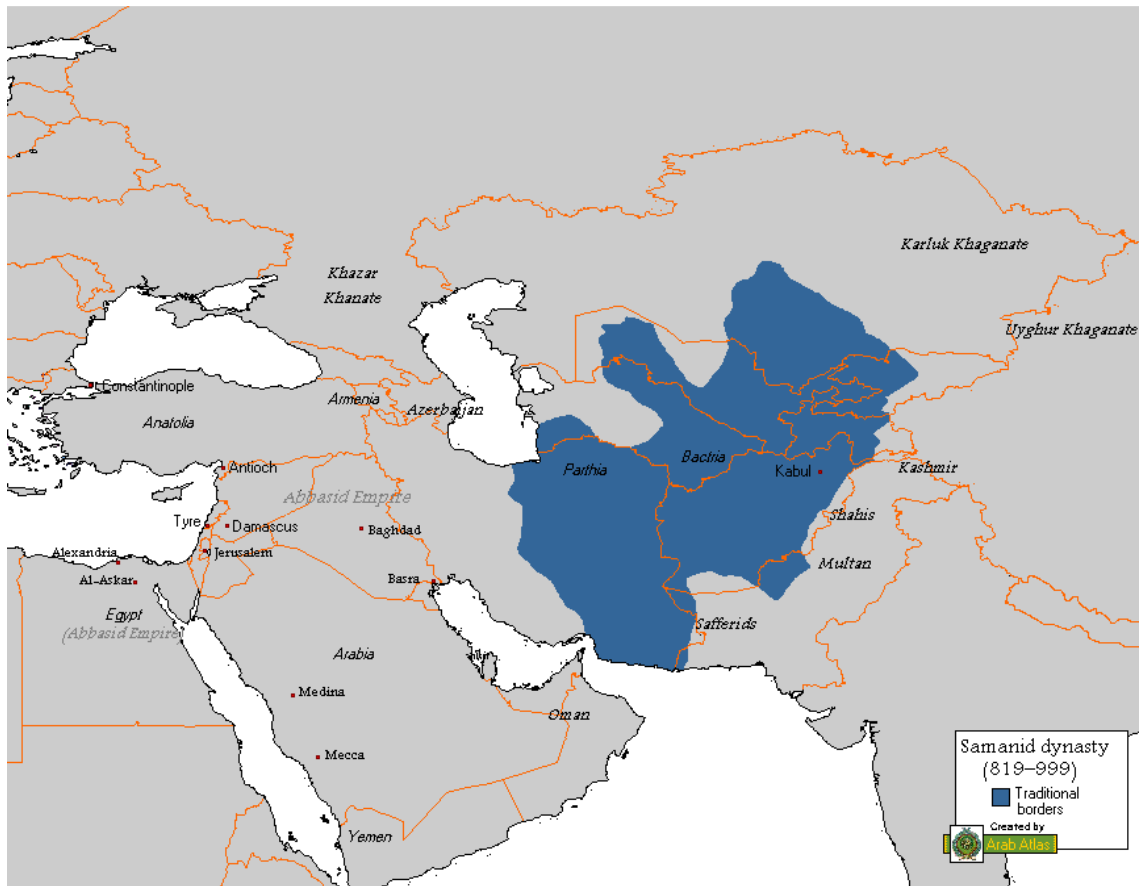 Karluk Khaganate
Khazar
Khanate
Uyghur Khaganate
Constantinople
Armenia
Azerbaijan
Anatolia
Antioch
Parthia
Bactria
Kabul
Kashmir
Abbasid Empire
Shahis
Tyre
Damascus
Baghdad
Alexandria
Jerusalem
Multan
Al-Askar
Basra
Egypt
(Abbasid Empire)
Safferids
Arabia
Medina
Oman
Mecca
Yemen
Samanid dynasty
(819–999)
Traditional
borders
Created by
Arab Atlas